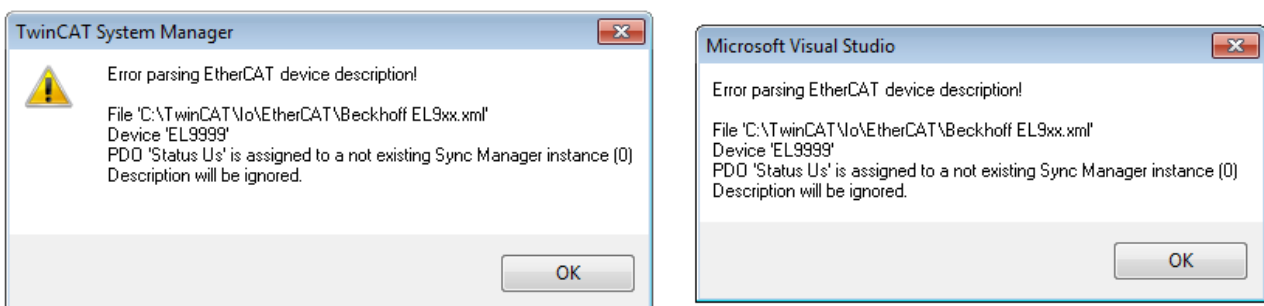 TwinCAT System Manager
Error parsing EtherCAT device description!
File 'C:\TwinCAT\Io\EtherCAT\Beckhoff EL9xx.xml'
Device 'EL9999'
PDO 'Status Us' is assigned to a not existing Sync Manager instance (0)
Description will be ignored.
OK
Microsoft Visual Studio
Error parsing EtherCAT device description!
File 'C:\TwinCAT\Io\EtherCAT\Beckhoff EL9xx.xml'
Device 'EL9999'
PDO 'Status Us' is assigned to a not existing Sync Manager instance (0)
Description will be ignored.
OK